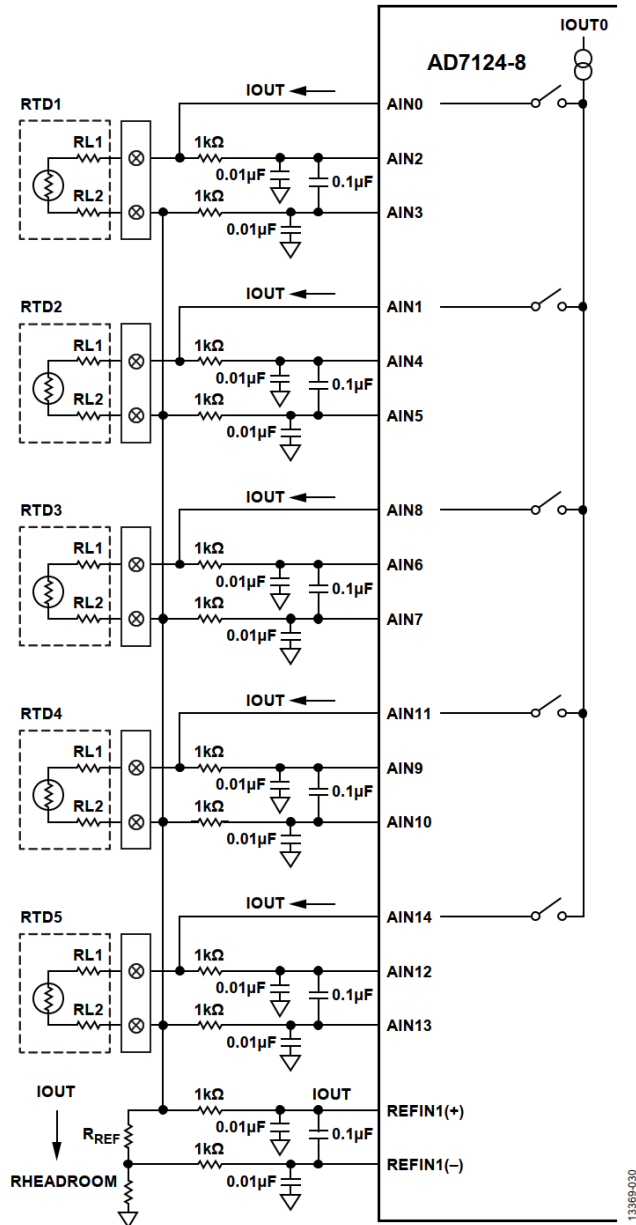 IOUT0
AD7124-8
RTD1
IOUT
AIN0
RL1
1kΩ
AIN2
0.01µF
0.1µF
RL2
1kΩ
AIN3
0.01µF
RTD2
IOUT
AIN1
RL1
1kΩ
AIN4
0.01µF
0.1µF
RL2
1kΩ
AIN5
0.01µF
RTD3
IOUT
AIN8
RL1
1kΩ
AIN6
0.01µF
0.1µF
RL2
1kΩ
AIN7
0.01µF
RTD4
IOUT
AIN11
RL1
1kΩ
AIN9
0.01µF
0.1µF
RL2
1kΩ
AIN10
0.01µF
RTD5
IOUT
AIN14
RL1
1kΩ
AIN12
0.01µF
0.1µF
RL2
1kΩ
AIN13
0.01µF
IOUT
1kΩ
IOUT
REFIN1(+)
RREF
0.01µF
0.1µF
1kΩ
REFIN1(–)
RHEADROOM
0.01µF
13369-030